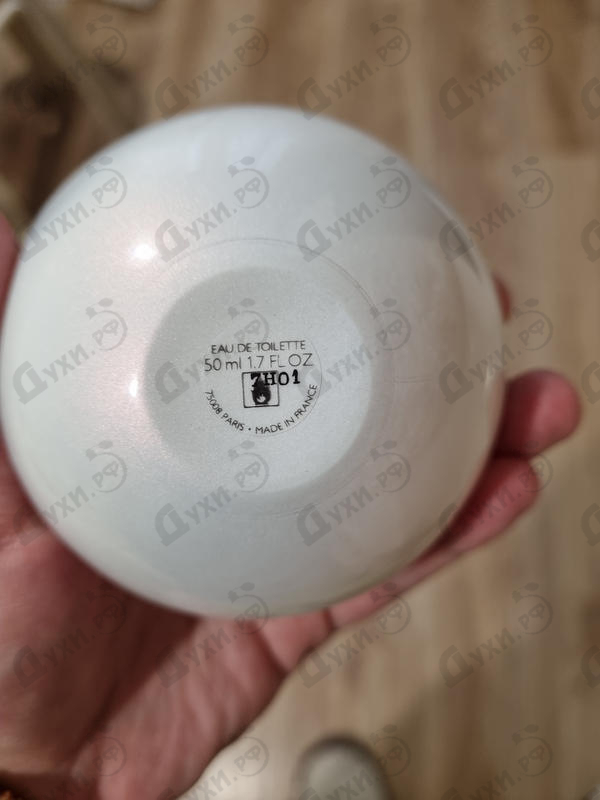 EAU DE TOILETTE
50 ml 1.7 FL OZ
7H01
75008 PARIS • MADE IN FRANCE
Духи.рф